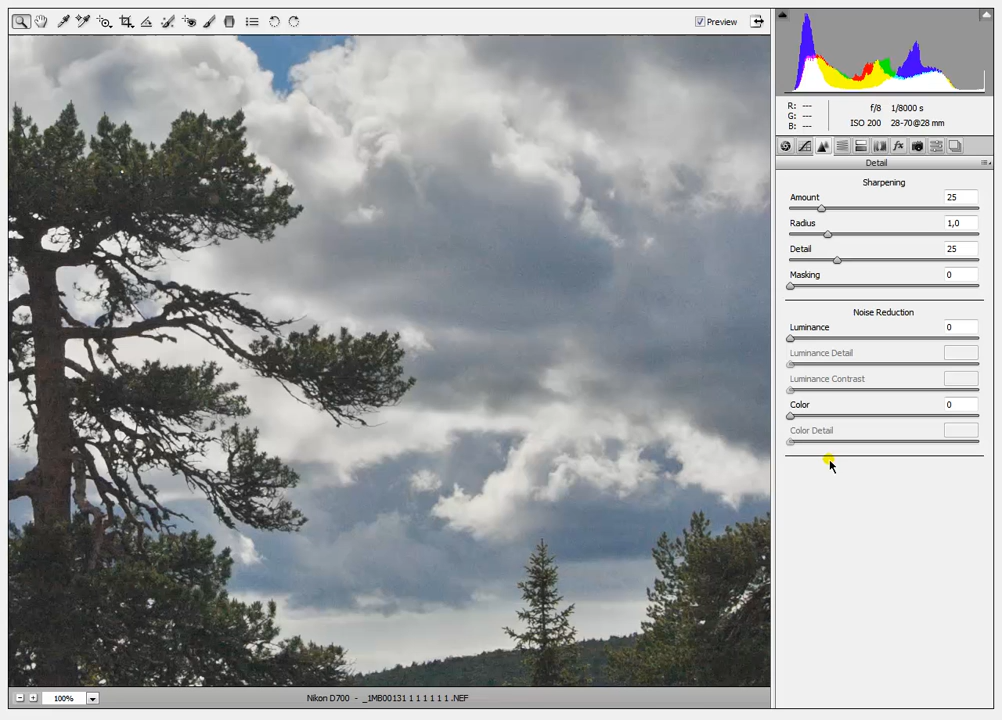 Preview
R: ---
G: ---
B: ---
f/8 1/8000 s
ISO 200 28-70@28 mm
fx
Detail
Sharpening
Amount 25
Radius 1,0
Detail 25
Masking 0
Noise Reduction
Luminance 0
Luminance Detail
Luminance Contrast
Color 0
Color Detail
100%
Nikon D700 - _1MB00131 1 1 1 1 1 1 .NEF